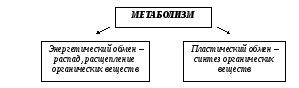 МЕТАБОЛИЗМ
Энергетический обмен –
распад, расщепление
органических веществ
Пластический обмен –
синтез органических
веществ